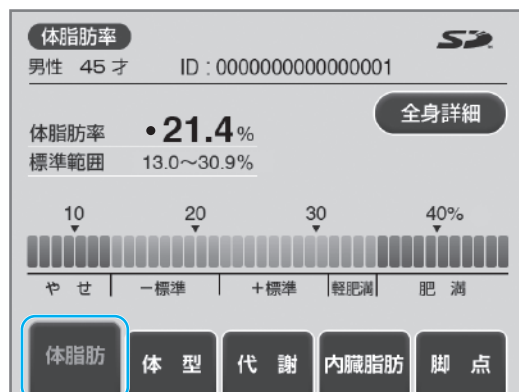 体脂肪率
SD
男性 45才 ID：0000000000000001
全身詳細
体脂肪率 •21.4%
標準範囲 13.0〜30.9%
10 20 30 40%
やせ －標準 ＋標準 軽肥満 肥満
体脂肪 体型 代謝 内臓脂肪 脚点